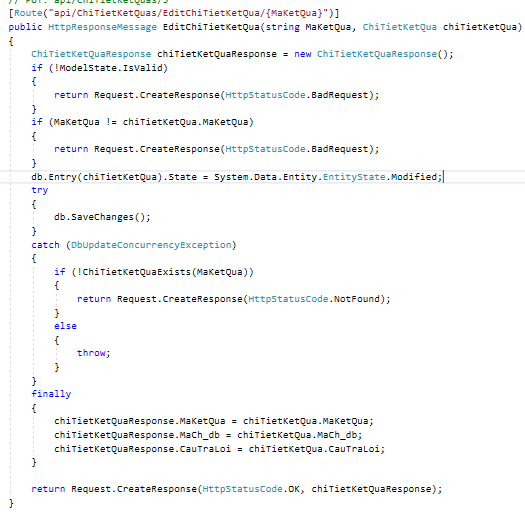 // PUT: api/ChiTietKetQuas/5
[Route("api/ChiTietKetQuas/EditChiTietKetQua/{MaKetQua}")]
public HttpResponseMessage EditChiTietKetQua(string MaKetQua, ChiTietKetQua chiTietKetQua)
{
ChiTietKetQuaResponse chiTietKetQuaResponse = new ChiTietKetQuaResponse();
if (!ModelState.IsValid)
{
return Request.CreateResponse(HttpStatusCode.BadRequest);
}
if (MaKetQua != chiTietKetQua.MaKetQua)
{
return Request.CreateResponse(HttpStatusCode.BadRequest);
}
db.Entry(chiTietKetQua).State = System.Data.Entity.EntityState.Modified;
try
{
db.SaveChanges();
}
catch (DbUpdateConcurrencyException)
{
if (!ChiTietKetQuaExists(MaKetQua))
{
return Request.CreateResponse(HttpStatusCode.NotFound);
}
else
{
throw;
}
}
finally
{
chiTietKetQuaResponse.MaKetQua = chiTietKetQua.MaKetQua;
chiTietKetQuaResponse.MaCh_db = chiTietKetQua.MaCh_db;
chiTietKetQuaResponse.CauTraLoi = chiTietKetQua.CauTraLoi;
}
return Request.CreateResponse(HttpStatusCode.OK, chiTietKetQuaResponse);
}